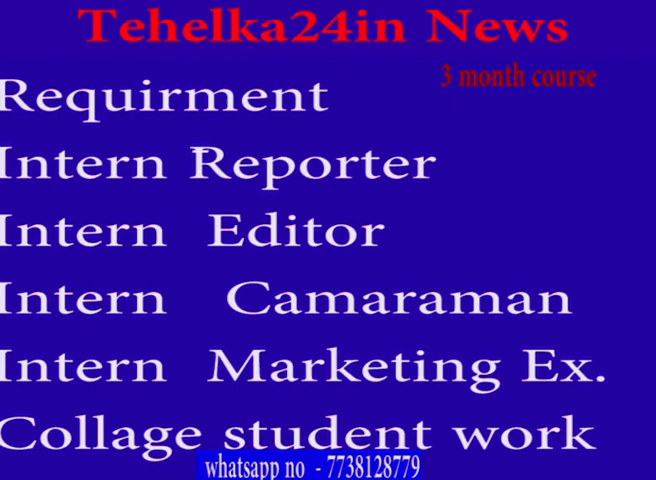 Tehelka24in News
3 month course
Requirment
Intern Reporter
Intern Editor
Intern Camaraman
Intern Marketing Ex.
Collage student work
whatsapp no - 7738128779